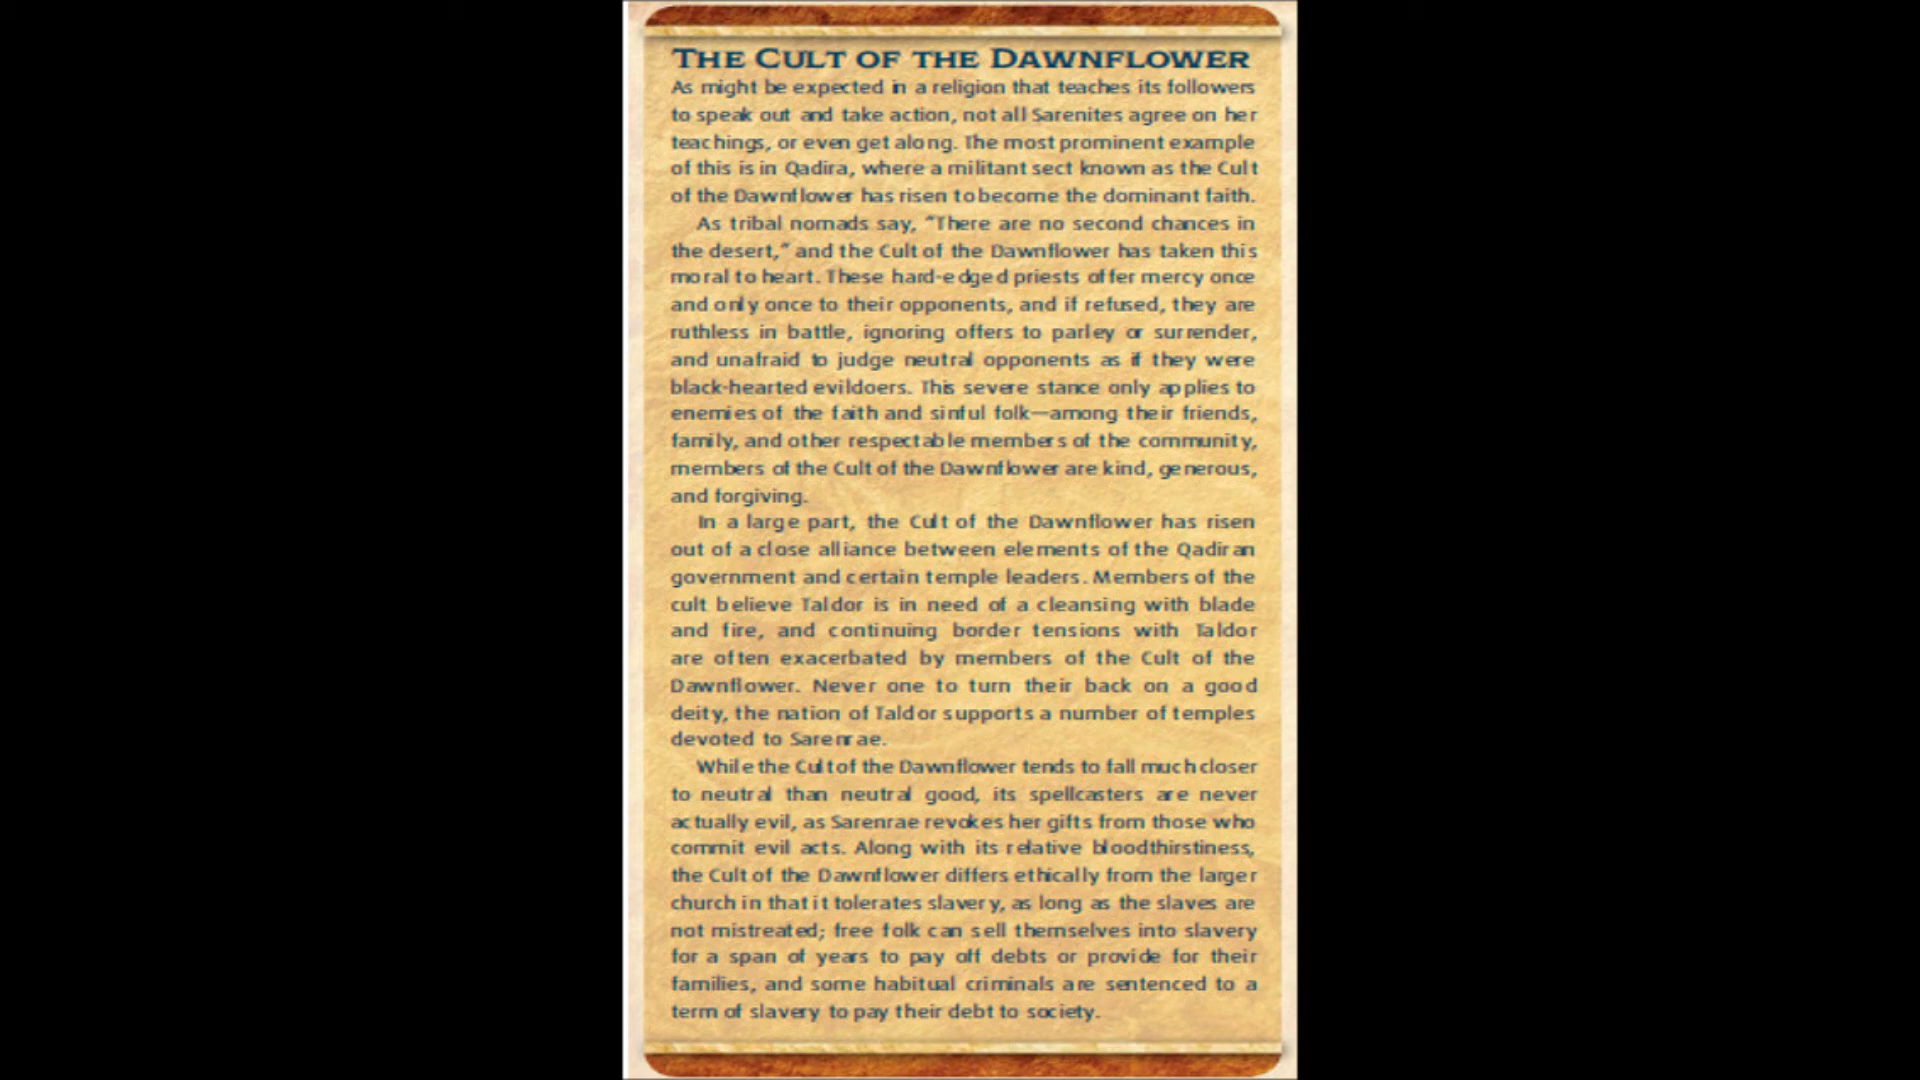 The Cult of the Dawnflower
As might be expected in a religion that teaches its followers
to speak out and take action, not all Sarenites agree on her
teachings, or even get along. The most prominent example
of this is in Qadira, where a militant sect known as the Cult
of the Dawnflower has risen to become the dominant faith.
As tribal nomads say, “There are no second chances in
the desert,” and the Cult of the Dawnflower has taken this
moral to heart. These hard-edged priests offer mercy once
and only once to their opponents, and if refused, they are
ruthless in battle, ignoring offers to parley or surrender,
and unafraid to judge neutral opponents as if they were
black-hearted evildoers. This severe stance only applies to
enemies of the faith and sinful folk—among their friends,
family, and other respectable members of the community,
members of the Cult of the Dawnflower are kind, generous,
and forgiving.
In a large part, the Cult of the Dawnflower has risen
out of a close alliance between elements of the Qadiran
government and certain temple leaders. Members of the
cult believe Taldor is in need of a cleansing with blade
and fire, and continuing border tensions with Taldor
are often exacerbated by members of the Cult of the
Dawnflower. Never one to turn their back on a good
deity, the nation of Taldor supports a number of temples
devoted to Sarenrae.
While the Cult of the Dawnflower tends to fall much closer
to neutral than neutral good, its spellcasters are never
actually evil, as Sarenrae revokes her gifts from those who
commit evil acts. Along with its relative bloodthirstiness,
the Cult of the Dawnflower differs ethically from the larger
church in that it tolerates slavery, as long as the slaves are
not mistreated; free folk can sell themselves into slavery
for a span of years to pay off debts or provide for their
families, and some habitual criminals are sentenced to a
term of slavery to pay their debt to society.